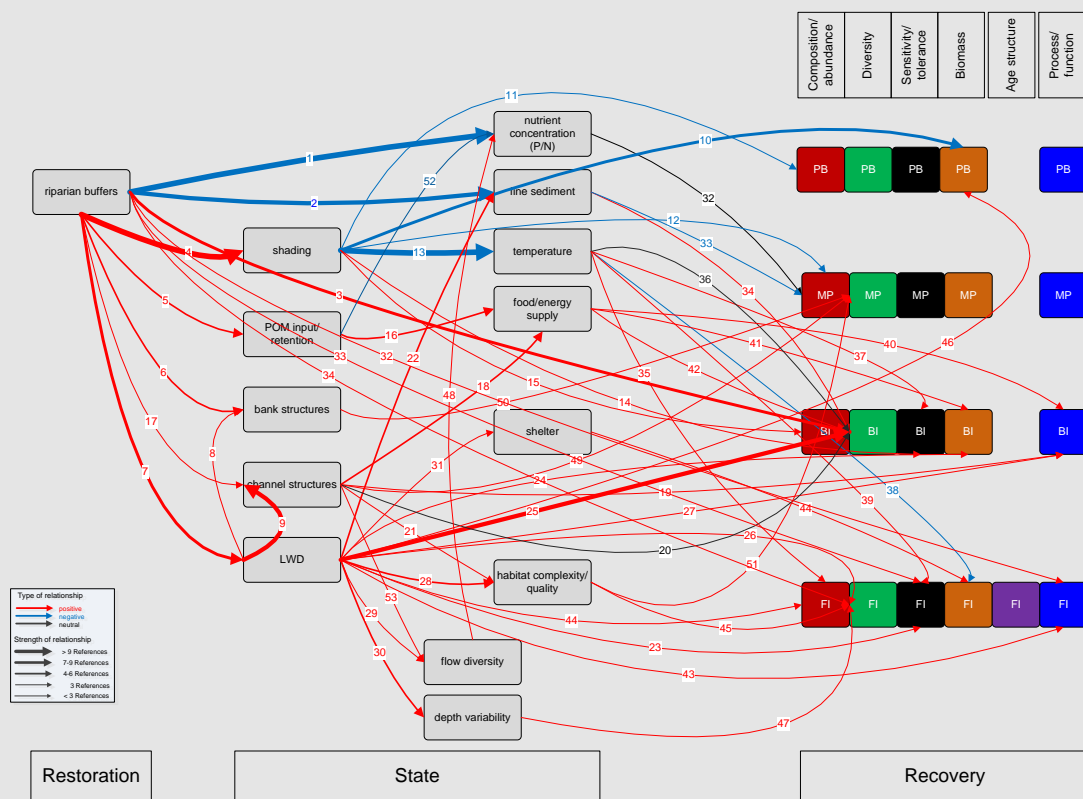 Composition/
abundance
Diversity
Sensitivity/
tolerance
Biomass
Age structure
Process/
function
11
nutrient
concentration
(P/N)
10
1
PB
PB
PB
PB
PB
52
riparian buffers
fine sediment
32
2
12
33
shading
4
13
temperature
36
3
34
MP
MP
MP
MP
MP
food/energy
supply
5
POM input/
retention
16
33
32
22
41
40
46
37
6
34
18
48
15
35
42
50
14
bank structures
17
shelter
BI
BI
BI
BI
BI
8
31
49
7
channel structures
24
19
38
39
9
25
27
44
21
20
26
LWD
51
28
habitat complexity/
quality
53
29
44
45
FI
FI
FI
FI
FI
FI
30
23
flow diversity
43
depth variability
47
Type of relationship
positive
negative
neutral
Strength of relationship
> 9 References
7-9 References
4-6 References
3 References
< 3 References
Restoration
State
Recovery